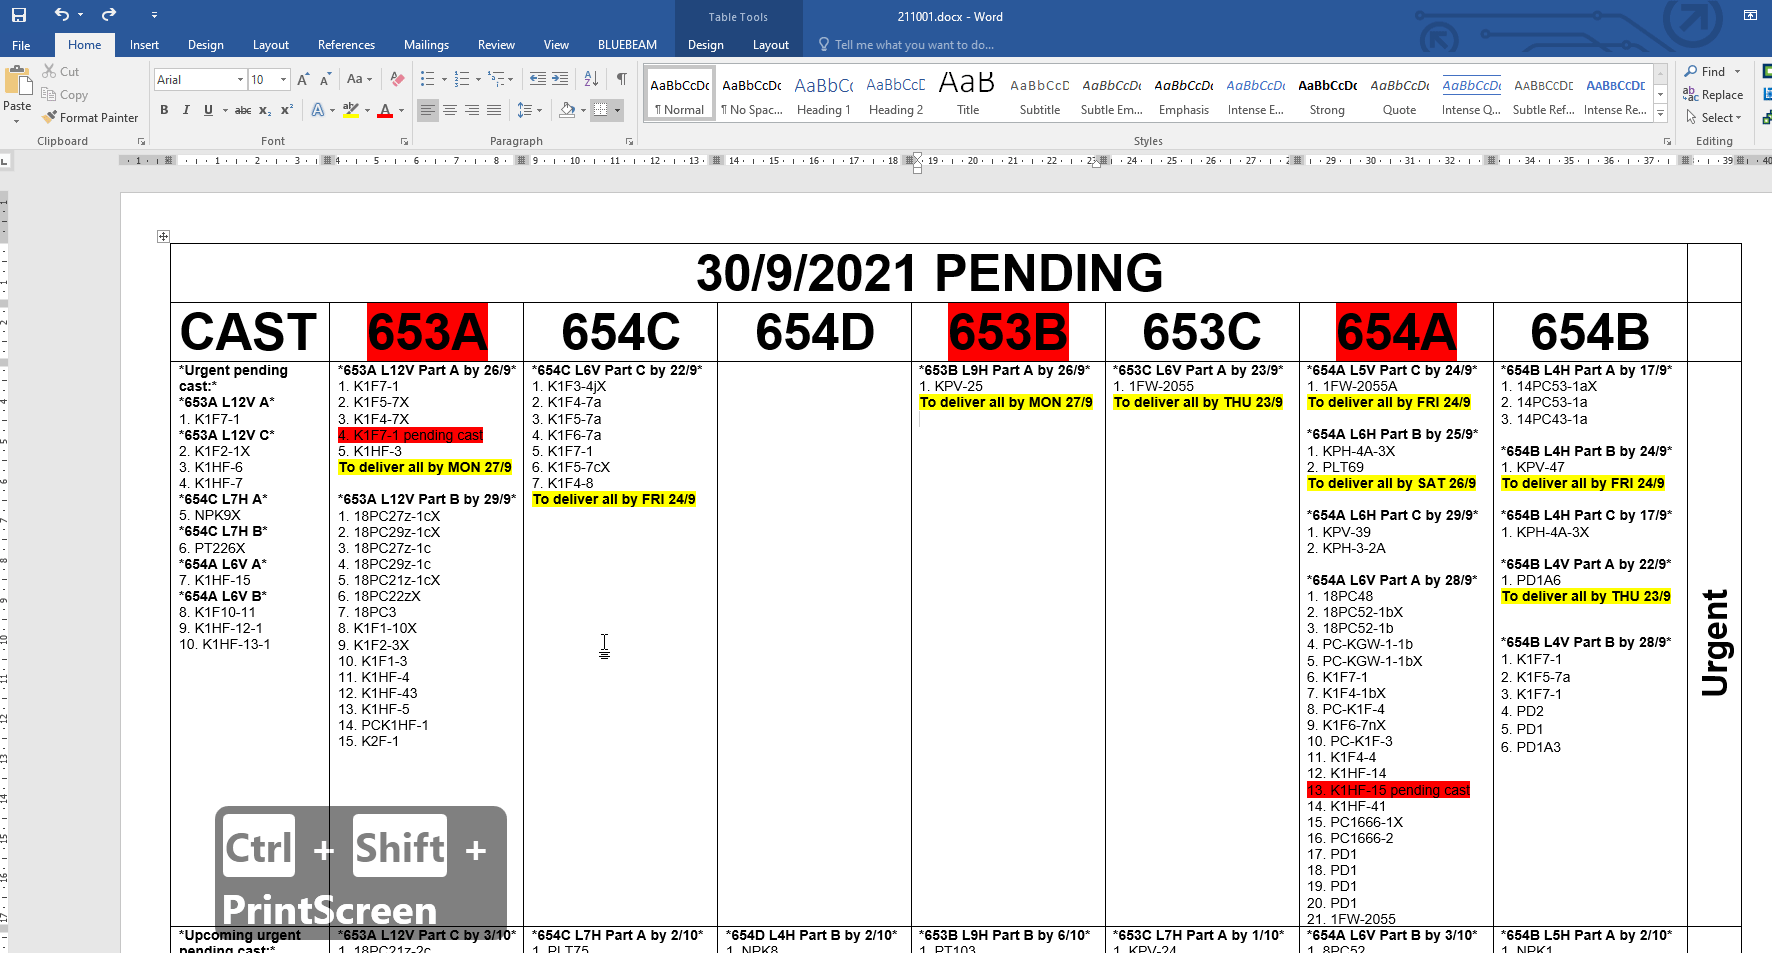 Table Tools
211001.docx - Word
File
Home
Insert
Design
Layout
References
Mailings
Review
View
BLUEBEAM
Design
Layout
Tell me what you want to do...
Paste
Cut
Copy
Format Painter
Clipboard
Arial
10
Font
Paragraph
AaBbCcDc
¶ Normal
AaBbCcDc
¶ No Spac...
AaBbCc
Heading 1
AaBbCcD
Heading 2
AaB
Title
AaBbCcD
Subtitle
AaBbCcDc
Subtle Em...
AaBbCcDc
Emphasis
AaBbCcDc
Intense E...
AaBbCcDc
Strong
AaBbCcDc
Quote
AaBbCcDc
Intense Q...
AaBbCcDE
Subtle Ref...
AaBbCcDE
Intense Re...
Styles
Find
Replace
Select
Editing
30/9/2021 PENDING
CAST
653A
654C
654D
653B
653C
654A
654B
*Urgent pending
cast:*
*653A L12V A*
1. K1F7-1
*653A L12V C*
2. K1F2-1X
3. K1HF-6
4. K1HF-7
*654C L7H A*
5. NPK9X
*654C L7H B*
6. PT226X
*654A L6V A*
7. K1HF-15
*654A L6V B*
8. K1F10-11
9. K1HF-12-1
10. K1HF-13-1
*653A L12V Part A by 26/9*
1. K1F7-1
2. K1F5-7X
3. K1F4-7X
4. K1F7-1 pending cast
5. K1HF-3
To deliver all by MON 27/9
*653A L12V Part B by 29/9*
1. 18PC27z-1cX
2. 18PC29z-1cX
3. 18PC27z-1c
4. 18PC29z-1c
5. 18PC21z-1cX
6. 18PC22zX
7. 18PC3
8. K1F1-10X
9. K1F2-3X
10. K1F1-3
11. K1HF-4
12. K1HF-43
13. K1HF-5
14. PCK1HF-1
15. K2F-1
*654C L6V Part C by 22/9*
1. K1F3-4jX
2. K1F4-7a
3. K1F5-7a
4. K1F6-7a
5. K1F7-1
6. K1F5-7cX
7. K1F4-8
To deliver all by FRI 24/9
*653B L9H Part A by 26/9*
1. KPV-25
To deliver all by MON 27/9
*653C L6V Part A by 23/9*
1. 1FW-2055
To deliver all by THU 23/9
*654A L5V Part C by 24/9*
1. 1FW-2055A
To deliver all by FRI 24/9
*654A L6H Part B by 25/9*
1. KPH-4A-3X
2. PLT69
To deliver all by SAT 26/9
*654A L6H Part C by 29/9*
1. KPV-39
2. KPH-3-2A
*654A L6V Part A by 28/9*
1. 18PC48
2. 18PC52-1bX
3. 18PC52-1b
4. PC-KGW-1-1b
5. PC-KGW-1-1bX
6. K1F7-1
7. K1F4-1bX
8. PC-K1F-4
9. K1F6-7nX
10. PC-K1F-3
11. K1F4-4
12. K1HF-14
13. K1HF-15 pending cast
14. K1HF-41
15. PC1666-1X
16. PC1666-2
17. PD1
18. PD1
19. PD1
20. PD1
21. 1FW-2055
*654B L4H Part A by 17/9*
1. 14PC53-1aX
2. 14PC53-1a
3. 14PC43-1a
*654B L4H Part B by 24/9*
1. KPV-47
To deliver all by FRI 24/9
*654B L4H Part C by 17/9*
1. KPH-4A-3X
*654B L4V Part A by 22/9*
1. PD1A6
To deliver all by THU 23/9
*654B L4V Part B by 28/9*
1. K1F7-1
2. K1F5-7a
3. K1F7-1
4. PD2
5. PD1
6. PD1A3
Urgent
Ctrl + Shift +
PrintScreen
*Upcoming urgent
pending cast:*
*653A L12V Part C by 3/10*
1. 18PC21z-2c
*654C L7H Part A by 2/10*
1. PLT75
*654D L4H Part B by 2/10*
1. NPK8
*653B L9H Part B by 6/10*
1. PT103
*653C L7H Part A by 1/10*
1. KPV-24
*654A L6V Part B by 3/10*
1. 8PC52
*654B L5H Part A by 2/10*
1. NPK1